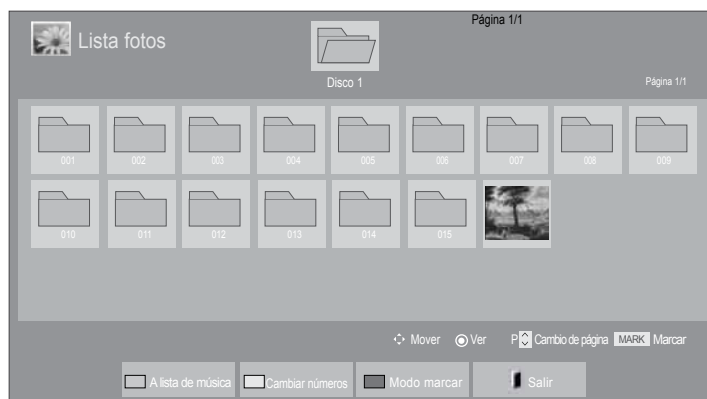 Lista fotos
Página 1/1
Disco 1
Página 1/1
001 002 003 004 005 006 007 008 009
010 011 012 013 014 015
Mover Ver P Cambio de página MARK Marcar
A lista de música Cambiar números Modo marcar Salir